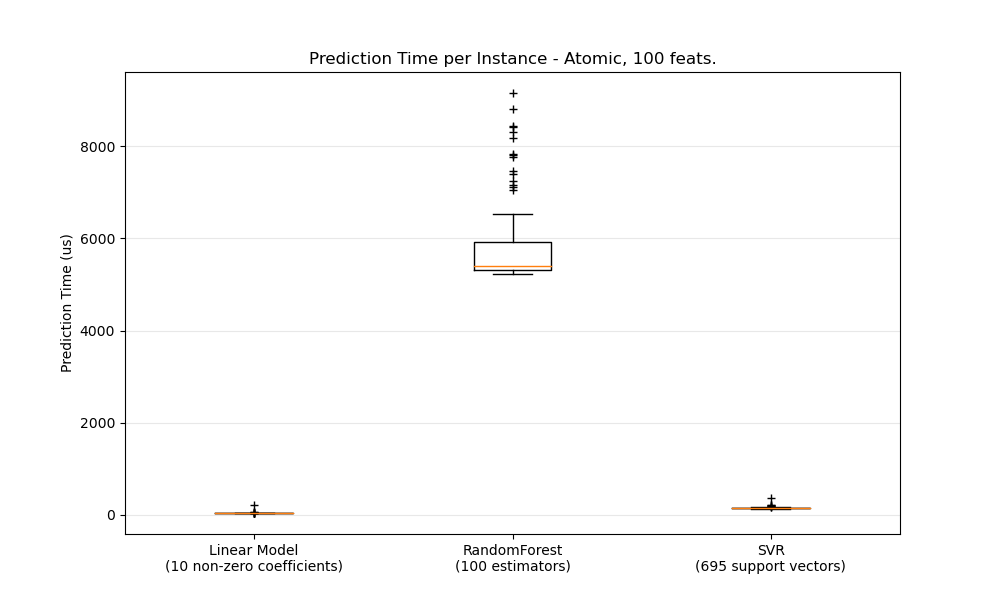 Prediction Time per Instance - Atomic, 100 feats.
Prediction Time (us)
8000
6000
4000
2000
0
Linear Model
(10 non-zero coefficients)
RandomForest
(100 estimators)
SVR
(695 support vectors)